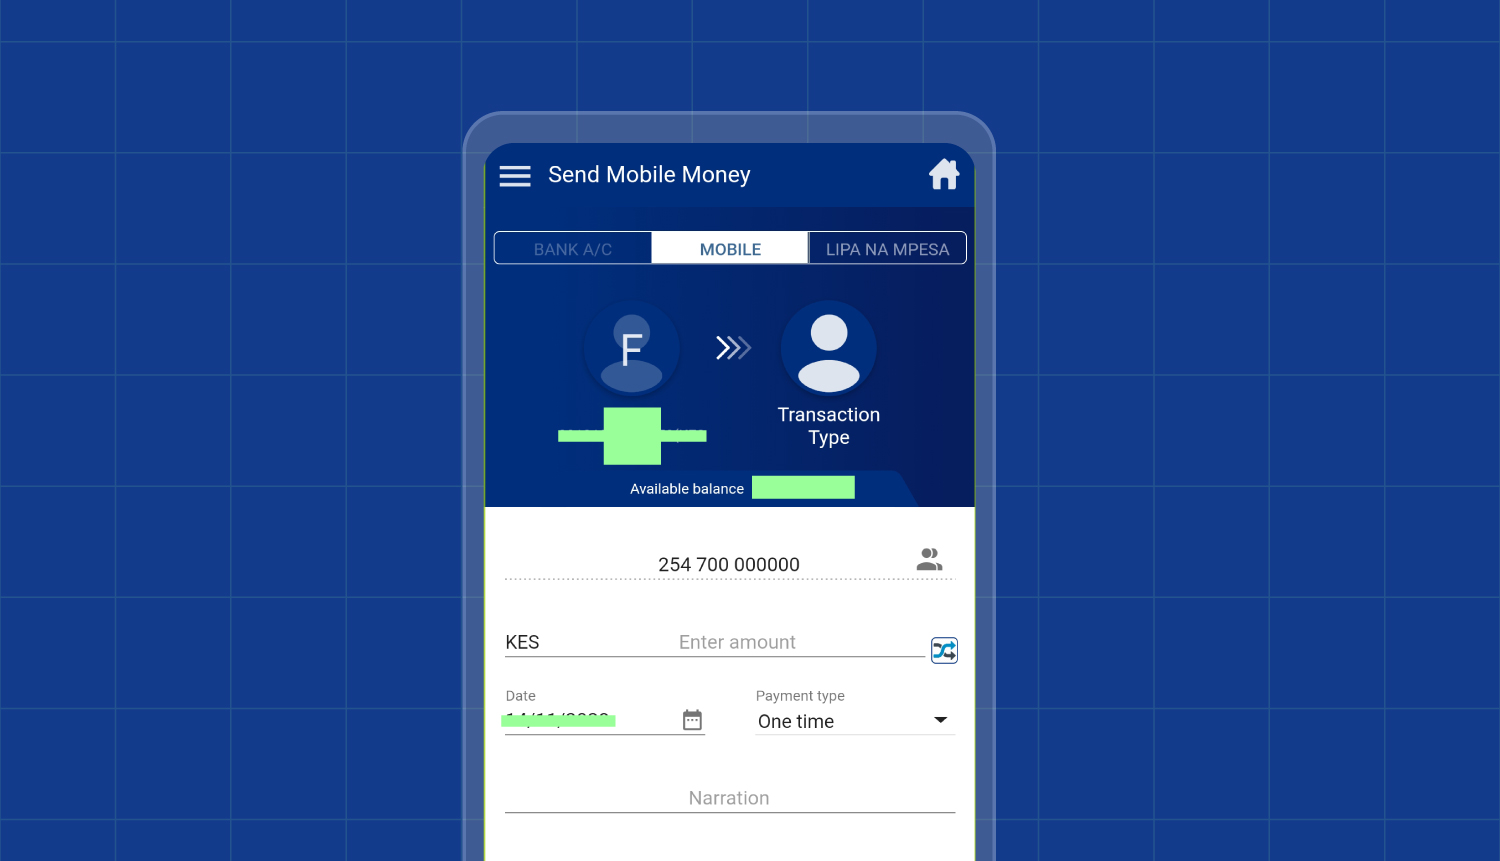 Send Mobile Money
BANK A/C MOBILE LIPA NA MPESA
F
Transaction
Type
Available balance
254 700 000000
KES Enter amount
Date Payment type
One time
Narration